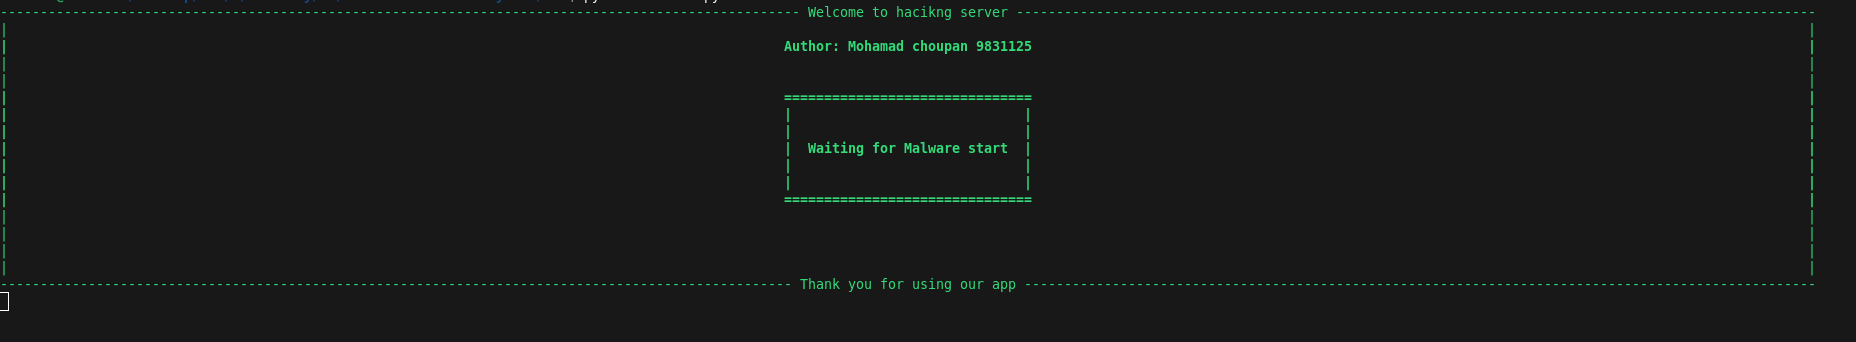 Welcome to hacikng server
Author: Mohamad choupan 9831125
Waiting for Malware start
Thank you for using our app